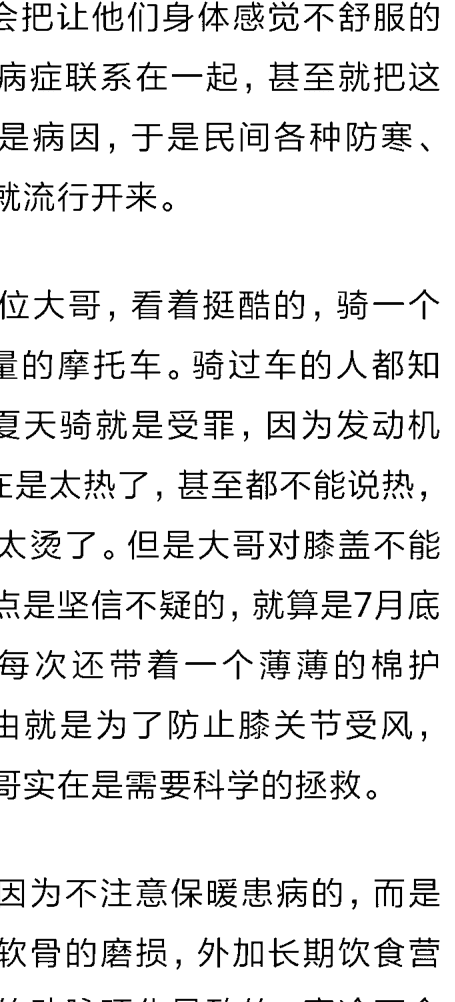 会把让他们身体感觉不舒服的
病症联系在一起，甚至就把这
是病因，于是民间各种防寒、
就流行开来。
位大哥，看着挺酷的，骑一个
量的摩托车。骑过车的人都知
夏天骑就是受罪，因为发动机
在是太热了，甚至都不能说热，
太烫了。但是大哥对膝盖不能
点是坚信不疑的，就算是7月底
每次还带着一个薄薄的棉护
由就是为了防止膝关节受风，
哥实在是需要科学的拯救。
因为不注意保暖患病的，而是
软骨的磨损，外加长期饮食营